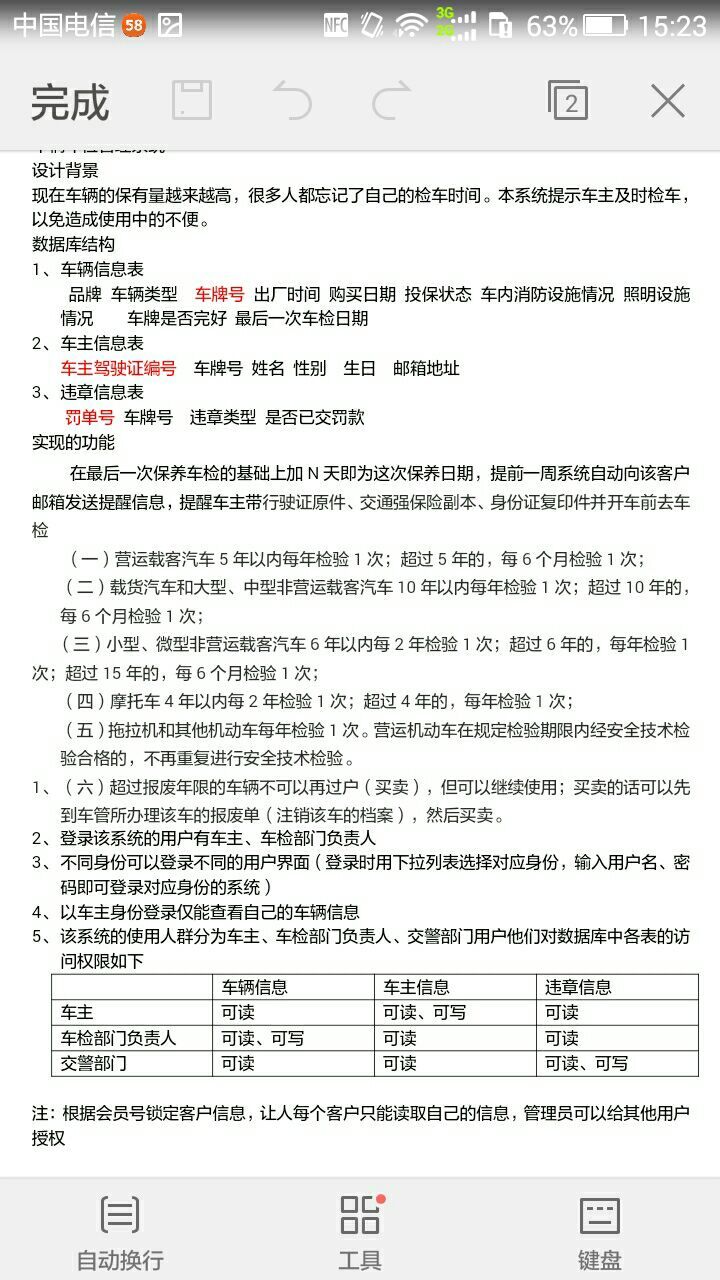 中国电信 58 NFC 3G 2G 63% 15:23
完成 2
设计背景
现在车辆的保有量越来越高，很多人都忘记了自己的检车时间。本系统提示车主及时检车，
以免造成使用中的不便。
数据库结构
1、车辆信息表
品牌 车辆类型 车牌号 出厂时间 购买日期 投保状态 车内消防设施情况 照明设施
情况 车牌是否完好 最后一次车检日期
2、车主信息表
车主驾驶证编号 车牌号 姓名 性别 生日 邮箱地址
3、违章信息表
罚单号 车牌号 违章类型 是否已交罚款
实现的功能
在最后一次保养车检的基础上加 N 天即为这次保养日期，提前一周系统自动向该客户
邮箱发送提醒信息，提醒车主带行驶证原件、交通强保险副本、身份证复印件并开车前去车
检
（一）营运载客汽车 5 年以内每年检验 1 次；超过 5 年的，每 6 个月检验 1 次；
（二）载货汽车和大型、中型非营运载客汽车 10 年以内每年检验 1 次；超过 10 年的，
每 6 个月检验 1 次；
（三）小型、微型非营运载客汽车 6 年以内每 2 年检验 1 次；超过 6 年的，每年检验 1
次；超过 15 年的，每 6 个月检验 1 次；
（四）摩托车 4 年以内每 2 年检验 1 次；超过 4 年的，每年检验 1 次；
（五）拖拉机和其他机动车每年检验 1 次。营运机动车在规定检验期限内经安全技术检
验合格的，不再重复进行安全技术检验。
1、（六）超过报废年限的车辆不可以再过户（买卖），但可以继续使用；买卖的话可以先
到车管所办理该车的报废单（注销该车的档案），然后买卖。
2、登录该系统的用户有车主、车检部门负责人
3、不同身份可以登录不同的用户界面（登录时用下拉列表选择对应身份，输入用户名、密
码即可登录对应身份的系统）
4、以车主身份登录仅能查看自己的车辆信息
5、该系统的使用人群分为车主、车检部门负责人、交警部门用户他们对数据库中各表的访
问权限如下
车辆信息 车主信息 违章信息
车主 可读 可读、可写 可读
车检部门负责人 可读、可写 可读 可读
交警部门 可读 可读 可读、可写
注：根据会员号锁定客户信息，让人每个客户只能读取自己的信息，管理员可以给其他用户
授权
自动换行 工具 键盘